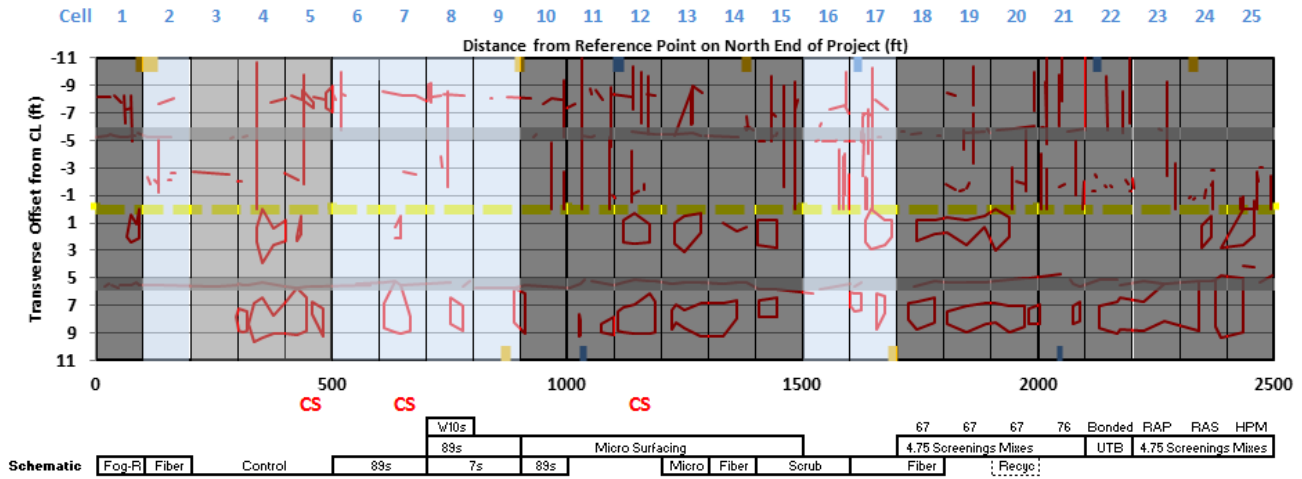 Cell 1 2 3 4 5 6 7 8 9 10 11 12 13 14 15 16 17 18 19 20 21 22 23 24 25
Distance from Reference Point on North End of Project (ft)
Transverse Offset from CL (ft)
-11
-9
-7
-5
-3
-1
1
3
5
7
9
11
0 500 1000 1500 2000 2500
CS CS CS
W10s 67 67 67 76 Bonded RAP RAS HPM
89s Micro Surfacing 4.75 Screenings Mixes UTB 4.75 Screenings Mixes
Schematic Fog-R Fiber Control 89s 7s 89s Micro Fiber Scrub Fiber Recyc